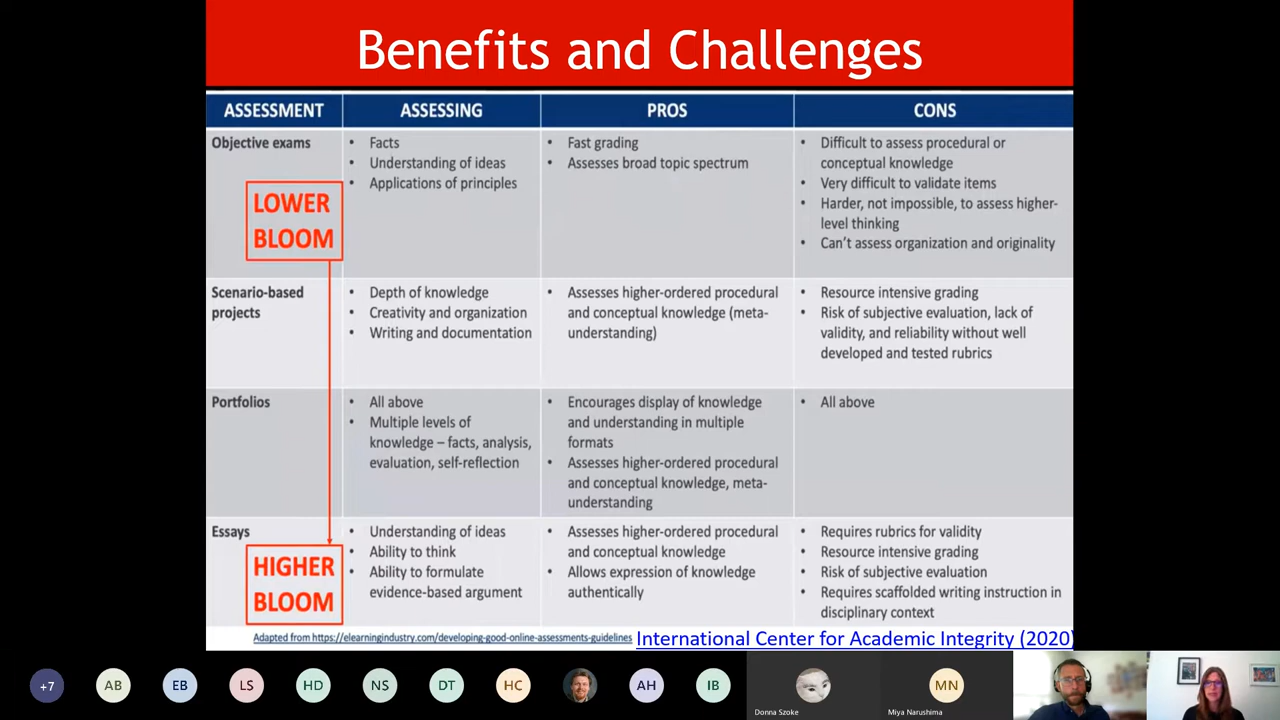 Benefits and Challenges
ASSESSMENT
ASSESSING
PROS
CONS
Objective exams
• Facts
• Understanding of ideas
• Applications of principles
• Fast grading
• Assesses broad topic spectrum
• Difficult to assess procedural or
conceptual knowledge
• Very difficult to validate items
• Harder, not impossible, to assess higher-
level thinking
• Can't assess organization and originality
LOWER
BLOOM
Scenario-based
projects
• Depth of knowledge
• Creativity and organization
• Writing and documentation
• Assesses higher-ordered procedural
and conceptual knowledge (meta-
understanding)
• Resource intensive grading
• Risk of subjective evaluation, lack of
validity, and reliability without well
developed and tested rubrics
Portfolios
• All above
• Multiple levels of
knowledge – facts, analysis,
evaluation, self-reflection
• Encourages display of knowledge
and understanding in multiple
formats
• Assesses higher-ordered procedural
and conceptual knowledge, meta-
understanding
• All above
Essays
• Understanding of ideas
• Ability to think
• Ability to formulate
evidence-based argument
• Assesses higher-ordered procedural
and conceptual knowledge
• Allows expression of knowledge
authentically
• Requires rubrics for validity
• Resource intensive grading
• Risk of subjective evaluation
• Requires scaffolded writing instruction in
disciplinary context
HIGHER
BLOOM
Adapted from https://elearningindustry.com/developing-good-online-assessments-guidelines
International Center for Academic Integrity (2020)
+7
AB
EB
LS
HD
NS
DT
HC
AH
IB
Donna Szoke
MN
Miya Narushima